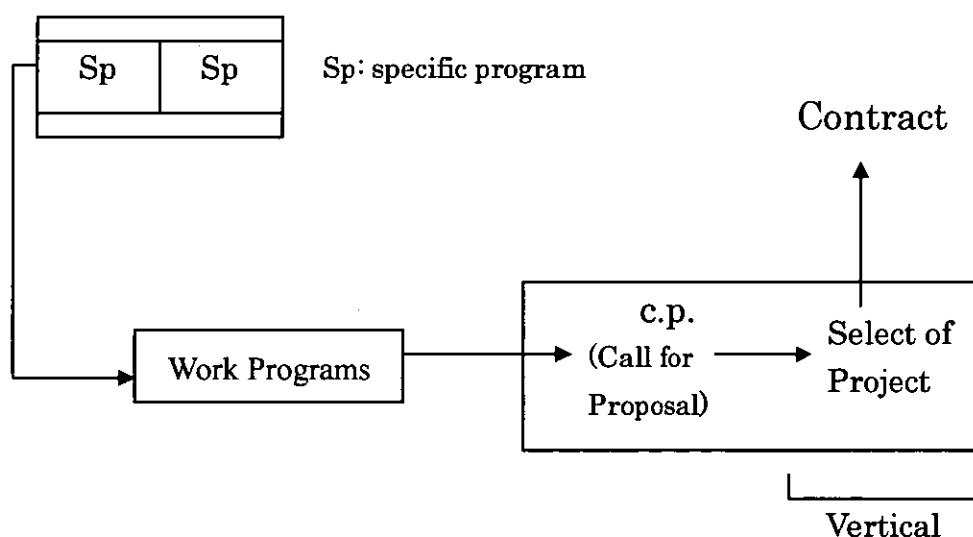 Sp Sp
Sp: specific program
Contract
Work Programs
c.p.
(Call for
Proposal)
Select of
Project
Vertical